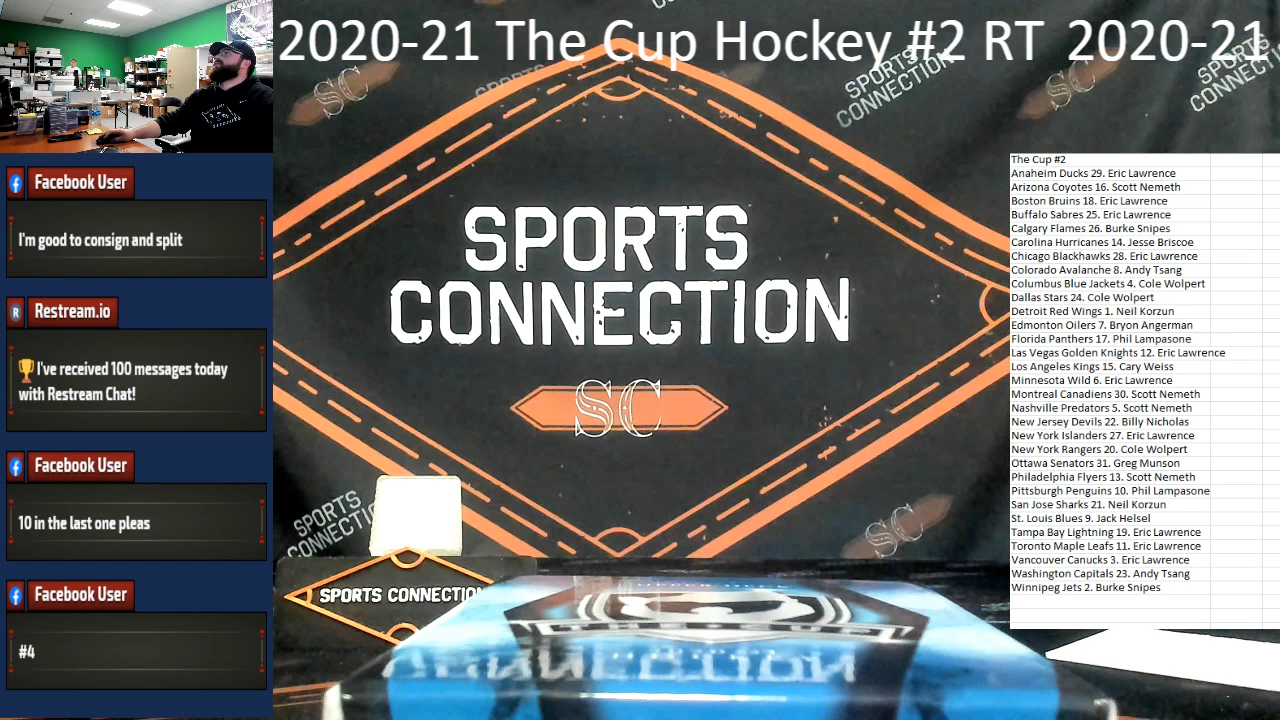 2020-21 The Cup Hockey #2 RT 2020-21
Facebook User
I'm good to consign and split
Restream.io
🏆I've received 100 messages today
with Restream Chat!
Facebook User
10 in the last one pleas
Facebook User
#4
SC
SPORTS
CONNECTION
SC
SPORTS
CONNECTION
SPORTS
CONNECTION
SC
SPORTS
CONNECTION
SC
SPORTS CONNECTION
THE CUP
The Cup #2
Anaheim Ducks 29. Eric Lawrence
Arizona Coyotes 16. Scott Nemeth
Boston Bruins 18. Eric Lawrence
Buffalo Sabres 25. Eric Lawrence
Calgary Flames 26. Burke Snipes
Carolina Hurricanes 14. Jesse Briscoe
Chicago Blackhawks 28. Eric Lawrence
Colorado Avalanche 8. Andy Tsang
Columbus Blue Jackets 4. Cole Wolpert
Dallas Stars 24. Cole Wolpert
Detroit Red Wings 1. Neil Korzun
Edmonton Oilers 7. Bryon Angerman
Florida Panthers 17. Phil Lampasone
Las Vegas Golden Knights 12. Eric Lawrence
Los Angeles Kings 15. Cary Weiss
Minnesota Wild 6. Eric Lawrence
Montreal Canadiens 30. Scott Nemeth
Nashville Predators 5. Scott Nemeth
New Jersey Devils 22. Billy Nicholas
New York Islanders 27. Eric Lawrence
New York Rangers 20. Cole Wolpert
Ottawa Senators 31. Greg Munson
Philadelphia Flyers 13. Scott Nemeth
Pittsburgh Penguins 10. Phil Lampasone
San Jose Sharks 21. Neil Korzun
St. Louis Blues 9. Jack Helsel
Tampa Bay Lightning 19. Eric Lawrence
Toronto Maple Leafs 11. Eric Lawrence
Vancouver Canucks 3. Eric Lawrence
Washington Capitals 23. Andy Tsang
Winnipeg Jets 2. Burke Snipes